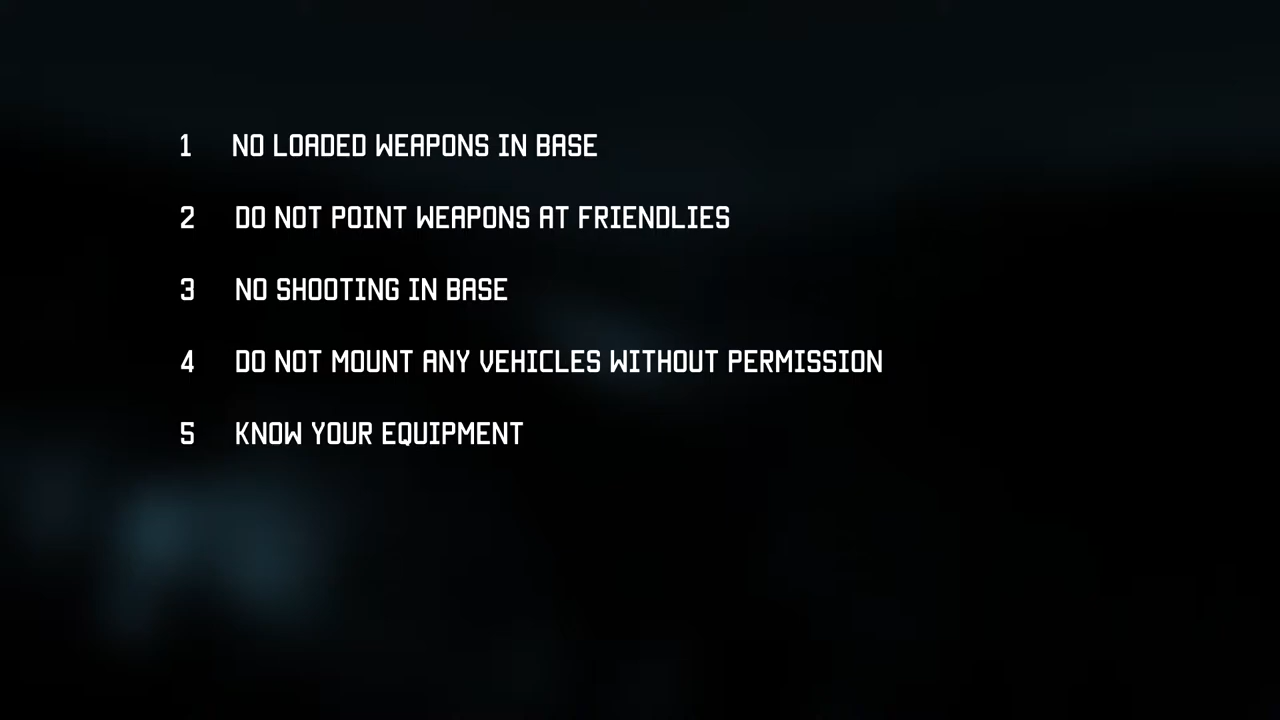 1 NO LOADED WEAPONS IN BASE
2 DO NOT POINT WEAPONS AT FRIENDLIES
3 NO SHOOTING IN BASE
4 DO NOT MOUNT ANY VEHICLES WITHOUT PERMISSION
5 KNOW YOUR EQUIPMENT